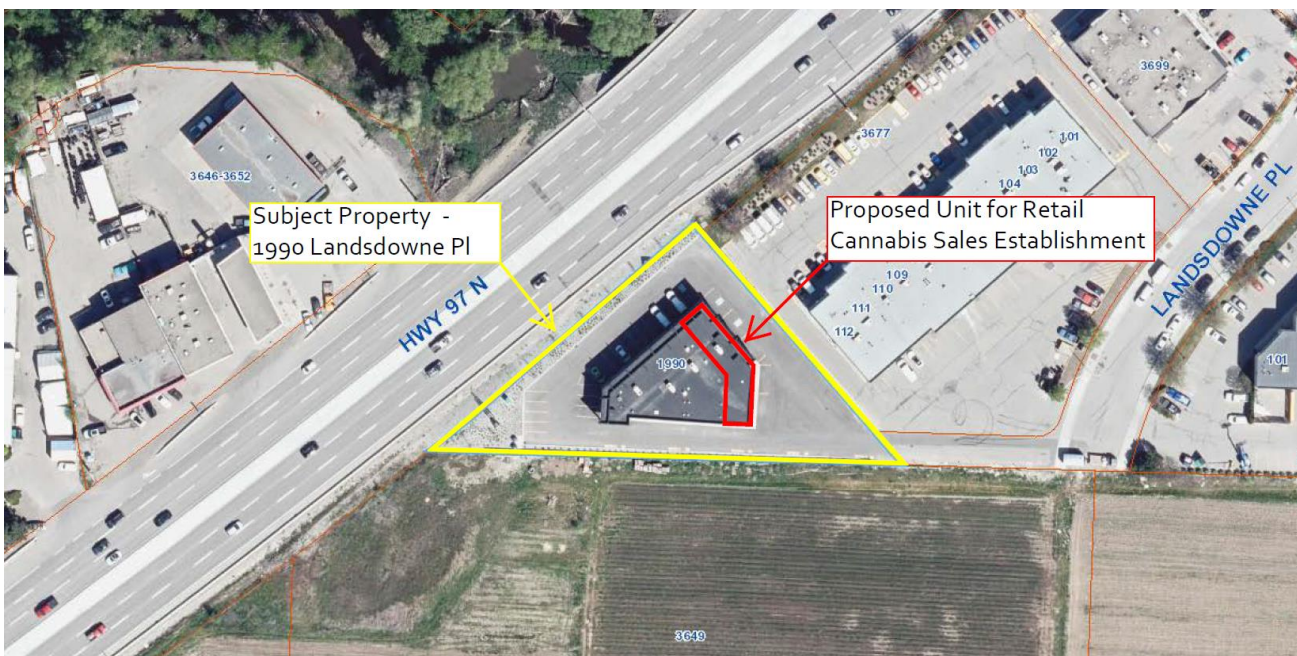 3699
3677
101
102
103
104
3646-3652
Subject Property -
1990 Landsdowne Pl
Proposed Unit for Retail
Cannabis Sales Establishment
LANDSDOWNE PL
HWY 97 N
109
110
111
112
1990
101
3649